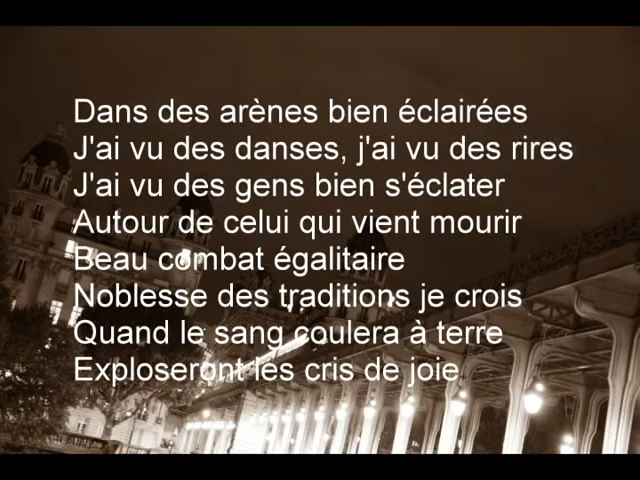 Dans des arènes bien éclairées
J'ai vu des danses, j'ai vu des rires
J'ai vu des gens bien s'éclater
Autour de celui qui vient mourir
Beau combat égalitaire
Noblesse des traditions je crois
Quand le sang coulera à terre
Exploseront les cris de joie